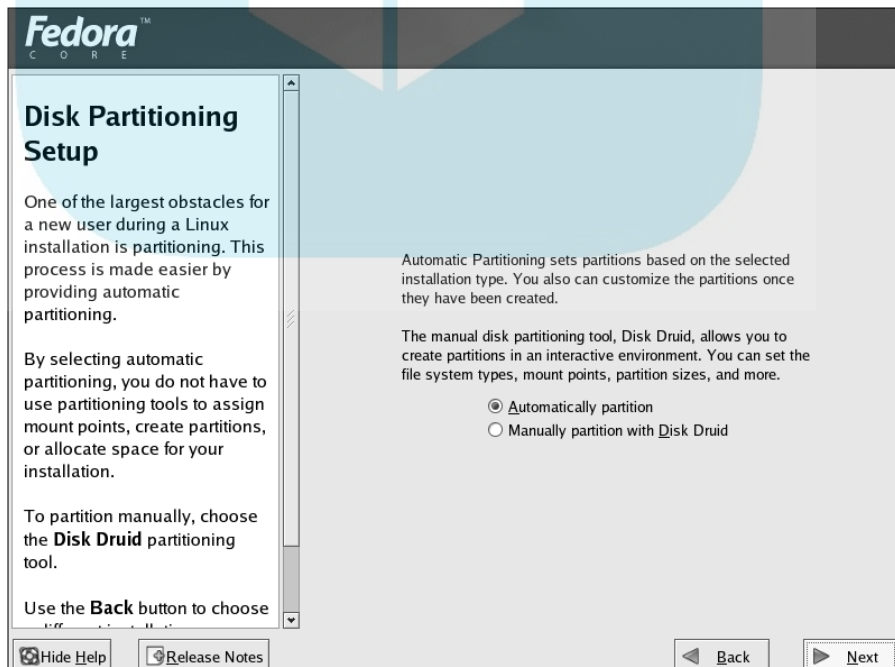 Fedora™
CORE
Disk Partitioning
Setup
One of the largest obstacles for
a new user during a Linux
installation is partitioning. This
process is made easier by
providing automatic
partitioning.
By selecting automatic
partitioning, you do not have to
use partitioning tools to assign
mount points, create partitions,
or allocate space for your
installation.
To partition manually, choose
the Disk Druid partitioning
tool.
Use the Back button to choose
Automatic Partitioning sets partitions based on the selected
installation type. You also can customize the partitions once
they have been created.
The manual disk partitioning tool, Disk Druid, allows you to
create partitions in an interactive environment. You can set the
file system types, mount points, partition sizes, and more.
Automatically partition
Manually partition with Disk Druid
Hide Help
Release Notes
Back
Next